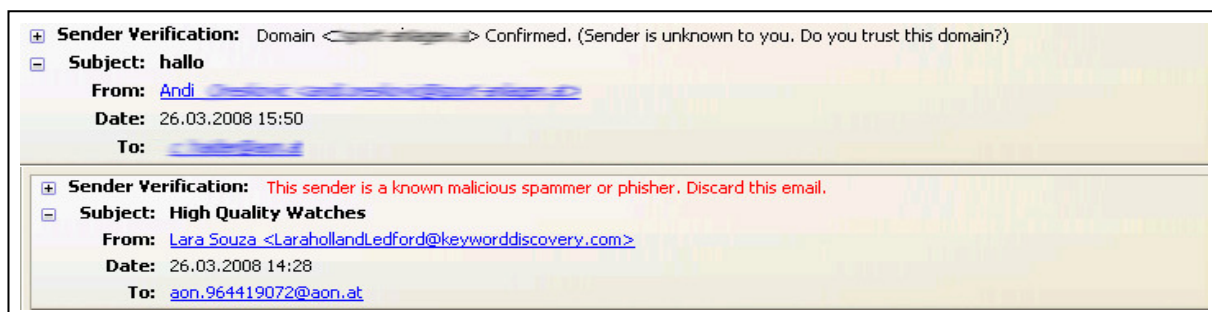 Sender Verification: Domain < > Confirmed. (Sender is unknown to you. Do you trust this domain?)
Subject: hallo
From: Andi
Date: 26.03.2008 15:50
To:
Sender Verification: This sender is a known malicious spammer or phisher. Discard this email.
Subject: High Quality Watches
From: Lara Souza <LarahollandLedford@keyworddiscovery.com>
Date: 26.03.2008 14:28
To: aon.964419072@aon.at